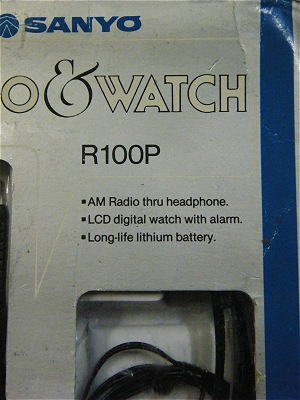 SANYO
O & WATCH
R100P
▪ AM Radio thru headphone.
▪ LCD digital watch with alarm.
▪ Long-life lithium battery.